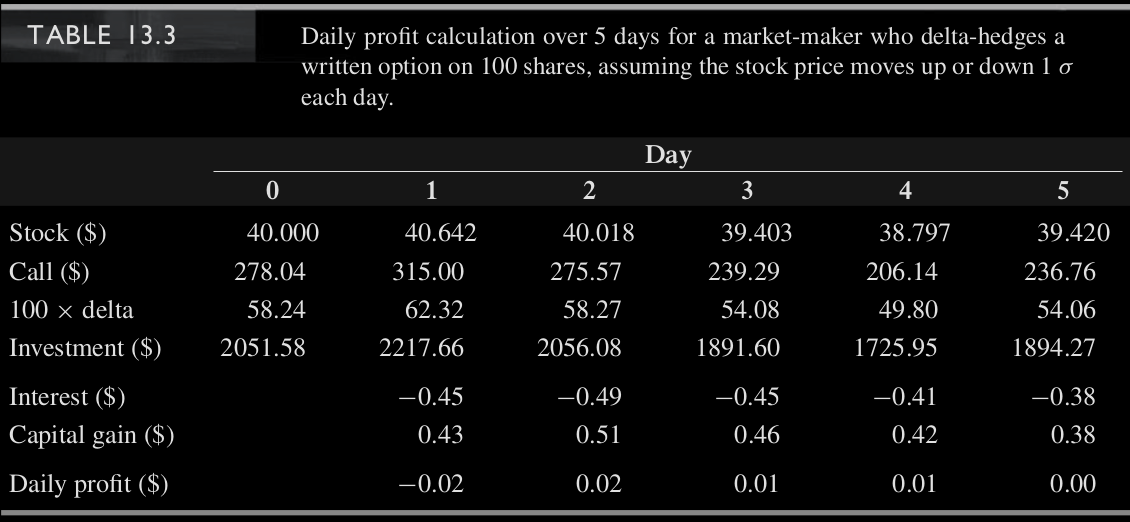 TABLE 13.3
Daily profit calculation over 5 days for a market-maker who delta-hedges a
written option on 100 shares, assuming the stock price moves up or down 1 σ
each day.
Day
0 1 2 3 4 5
Stock ($) 40.000 40.642 40.018 39.403 38.797 39.420
Call ($) 278.04 315.00 275.57 239.29 206.14 236.76
100 × delta 58.24 62.32 58.27 54.08 49.80 54.06
Investment ($) 2051.58 2217.66 2056.08 1891.60 1725.95 1894.27
Interest ($) −0.45 −0.49 −0.45 −0.41 −0.38
Capital gain ($) 0.43 0.51 0.46 0.42 0.38
Daily profit ($) −0.02 0.02 0.01 0.01 0.00